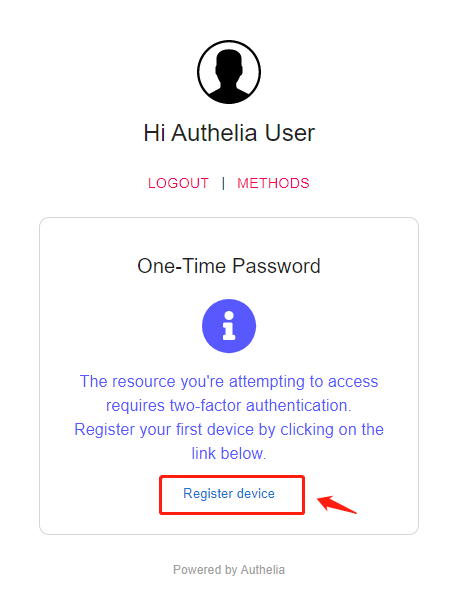 Hi Authelia User
LOGOUT | METHODS
One-Time Password
The resource you're attempting to access
requires two-factor authentication.
Register your first device by clicking on the
link below.
Register device
Powered by Authelia